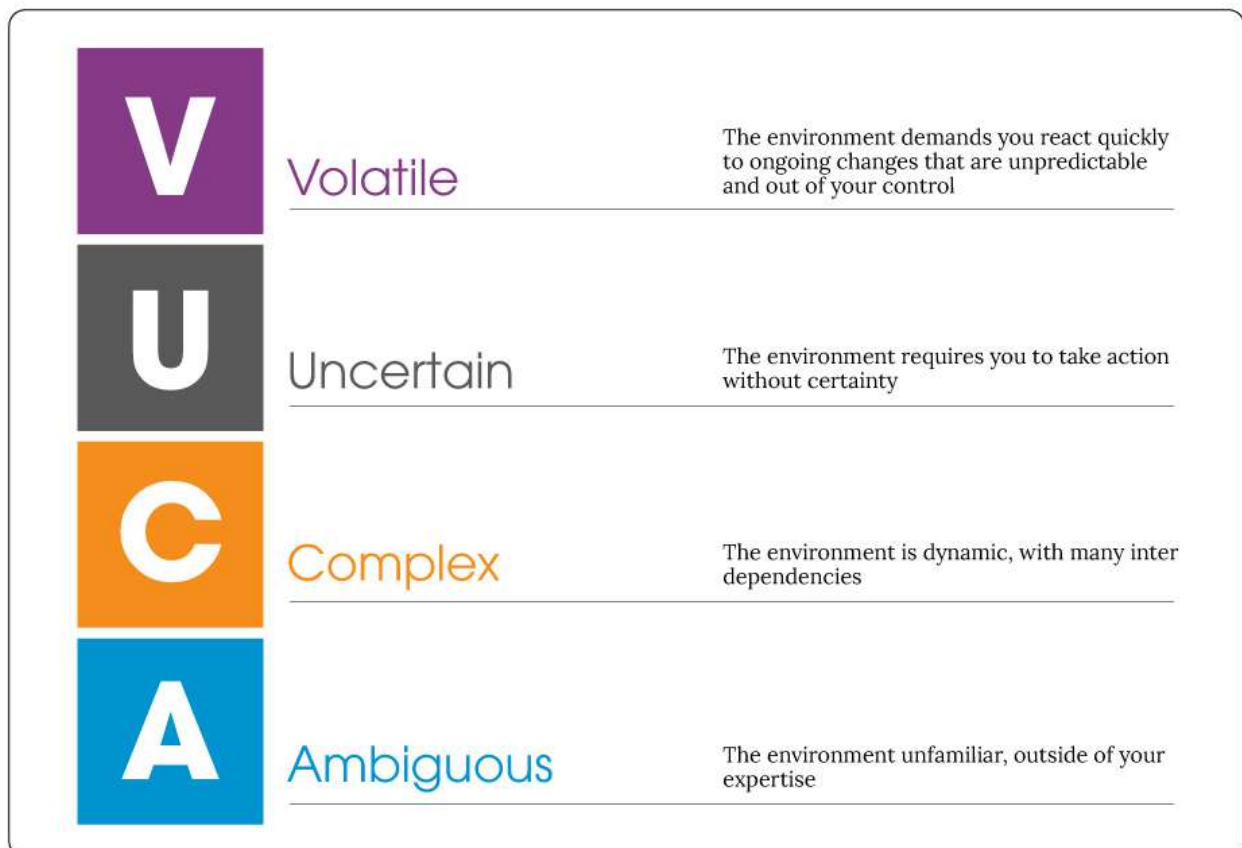 V
Volatile
The environment demands you react quickly
to ongoing changes that are unpredictable
and out of your control
U
Uncertain
The environment requires you to take action
without certainty
C
Complex
The environment is dynamic, with many inter
dependencies
A
Ambiguous
The environment unfamiliar, outside of your
expertise